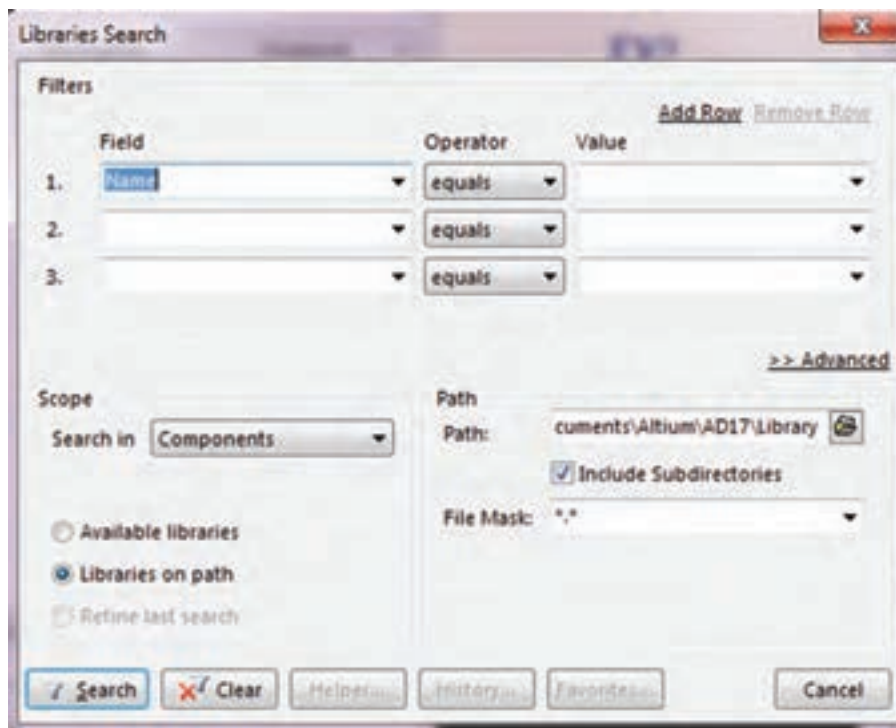 Libraries Search
Filters
Add Row Remove Row
Field Operator Value
1. Name equals
2. equals
3. equals
>> Advanced
Scope
Search in Components
Available libraries
Libraries on path
Refine last search
Path
Path: cuments\Altium\AD17\Library
Include Subdirectories
File Mask: *.*
Search Clear Helper... History... Favorites... Cancel